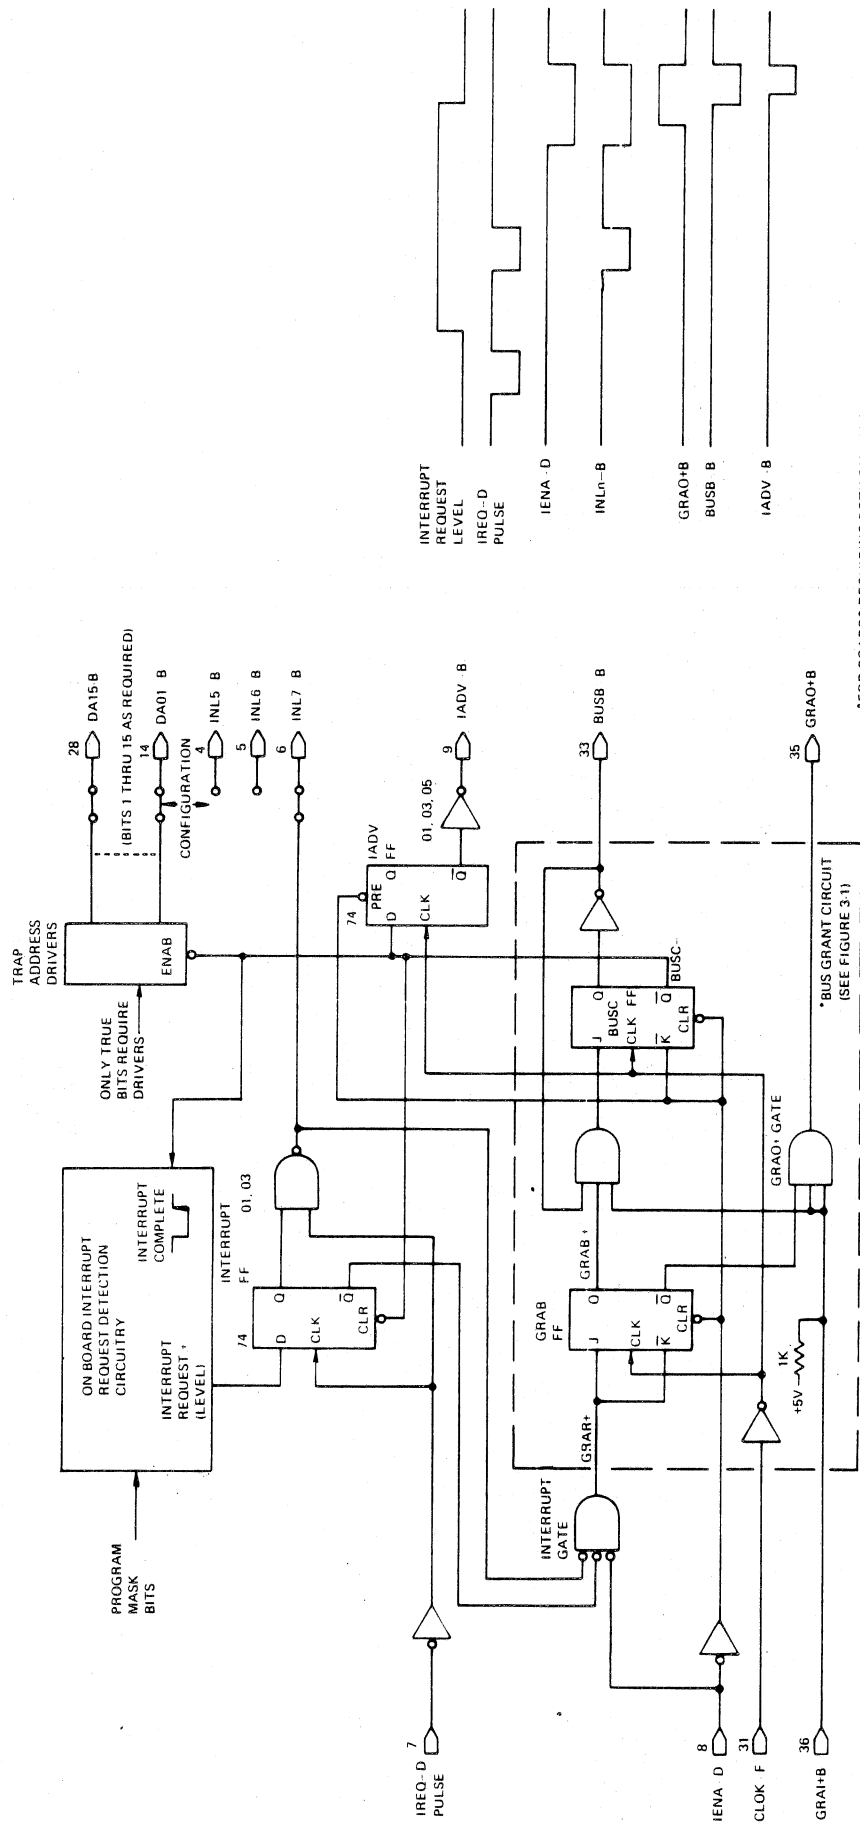 PROGRAM
MASK
BITS
ON BOARD INTERRUPT
REQUEST DETECTION
CIRCUITRY
INTERRUPT
REQUEST +
(LEVEL)
INTERRUPT
COMPLETE
ONLY TRUE
BITS REQUIRE
DRIVERS
TRAP
ADDRESS
DRIVERS
ENAB
28
DA15-B
(BITS 1 THRU 15 AS REQUIRED)
14
DA01 B
CONFIGURATION
4
INL5 B
5
INL6 B
6
INL7 B
INTERRUPT
FF
74
D
Q
CLK
Q
CLR
01, 03
IREQ-D
PULSE
7
74
IADV
FF
PRE
D
Q
CLK
Q
01, 03, 05
9
IADV -B
INTERRUPT
GATE
GRAR+
GRAB
FF
J
Q
CLK
K
Q
CLR
GRAB +
J
Q
BUSC
CLK FF
K
Q
CLR
BUSC-
33
BUSB B
IENA - D
8
CLOK - F
31
GRAI+B
36
+5V
1K
GRAO+ GATE
35
GRAO+B
*BUS GRANT CIRCUIT
(SEE FIGURE 3-1)
INTERRUPT
REQUEST
LEVEL
IREQ-D
PULSE
IENA - D
INLn-B
GRAO+B
BUSB B
IADV -B